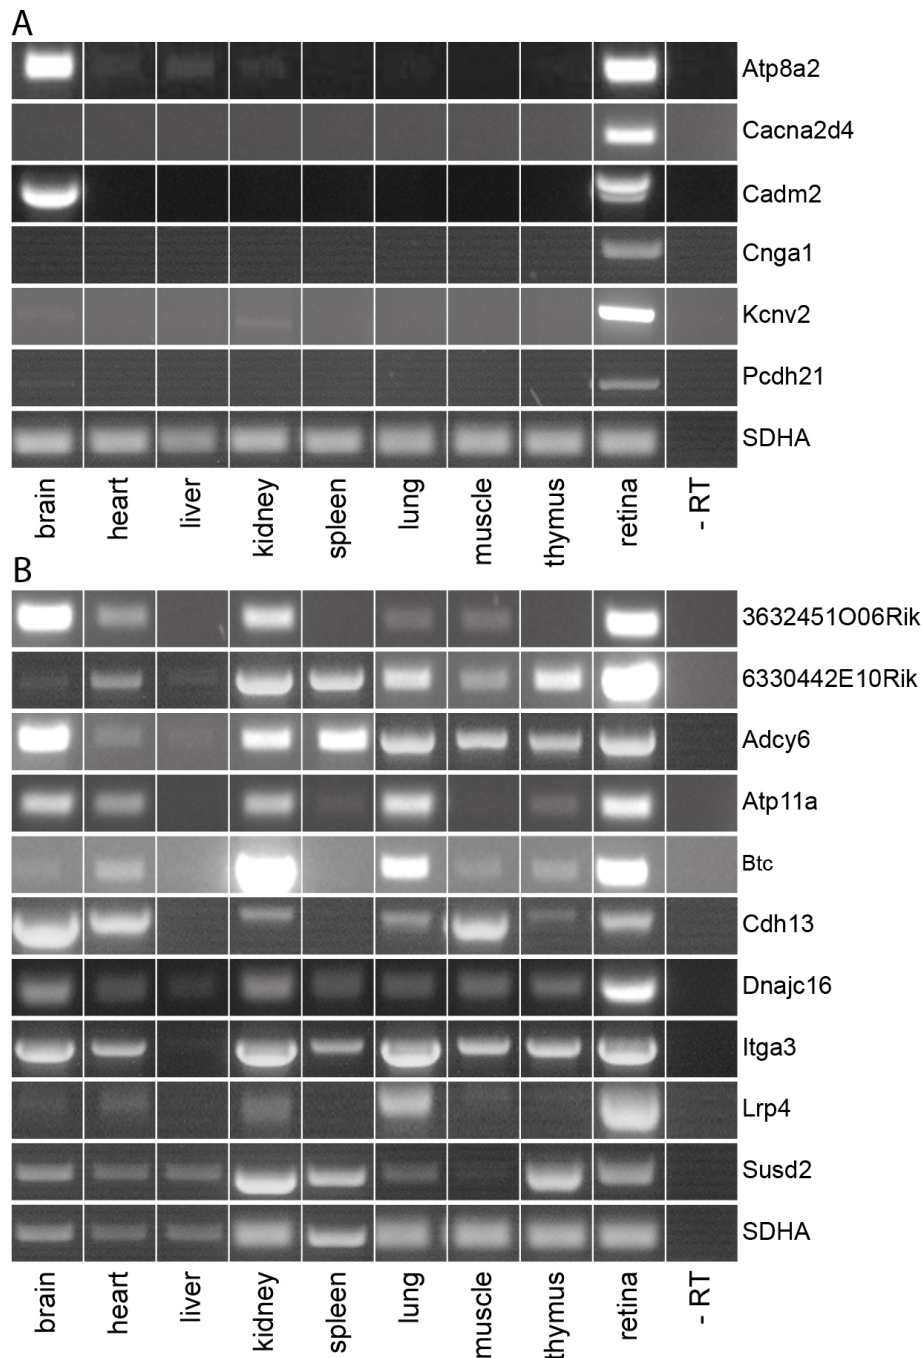 A
Atp8a2
Cacna2d4
Cadm2
Cnga1
Kcnv2
Pcdh21
SDHA
brain
heart
liver
kidney
spleen
lung
muscle
thymus
retina
- RT
B
3632451O06Rik
6330442E10Rik
Adcy6
Atp11a
Btc
Cdh13
Dnajc16
Itga3
Lrp4
Susd2
SDHA
brain
heart
liver
kidney
spleen
lung
muscle
thymus
retina
- RT